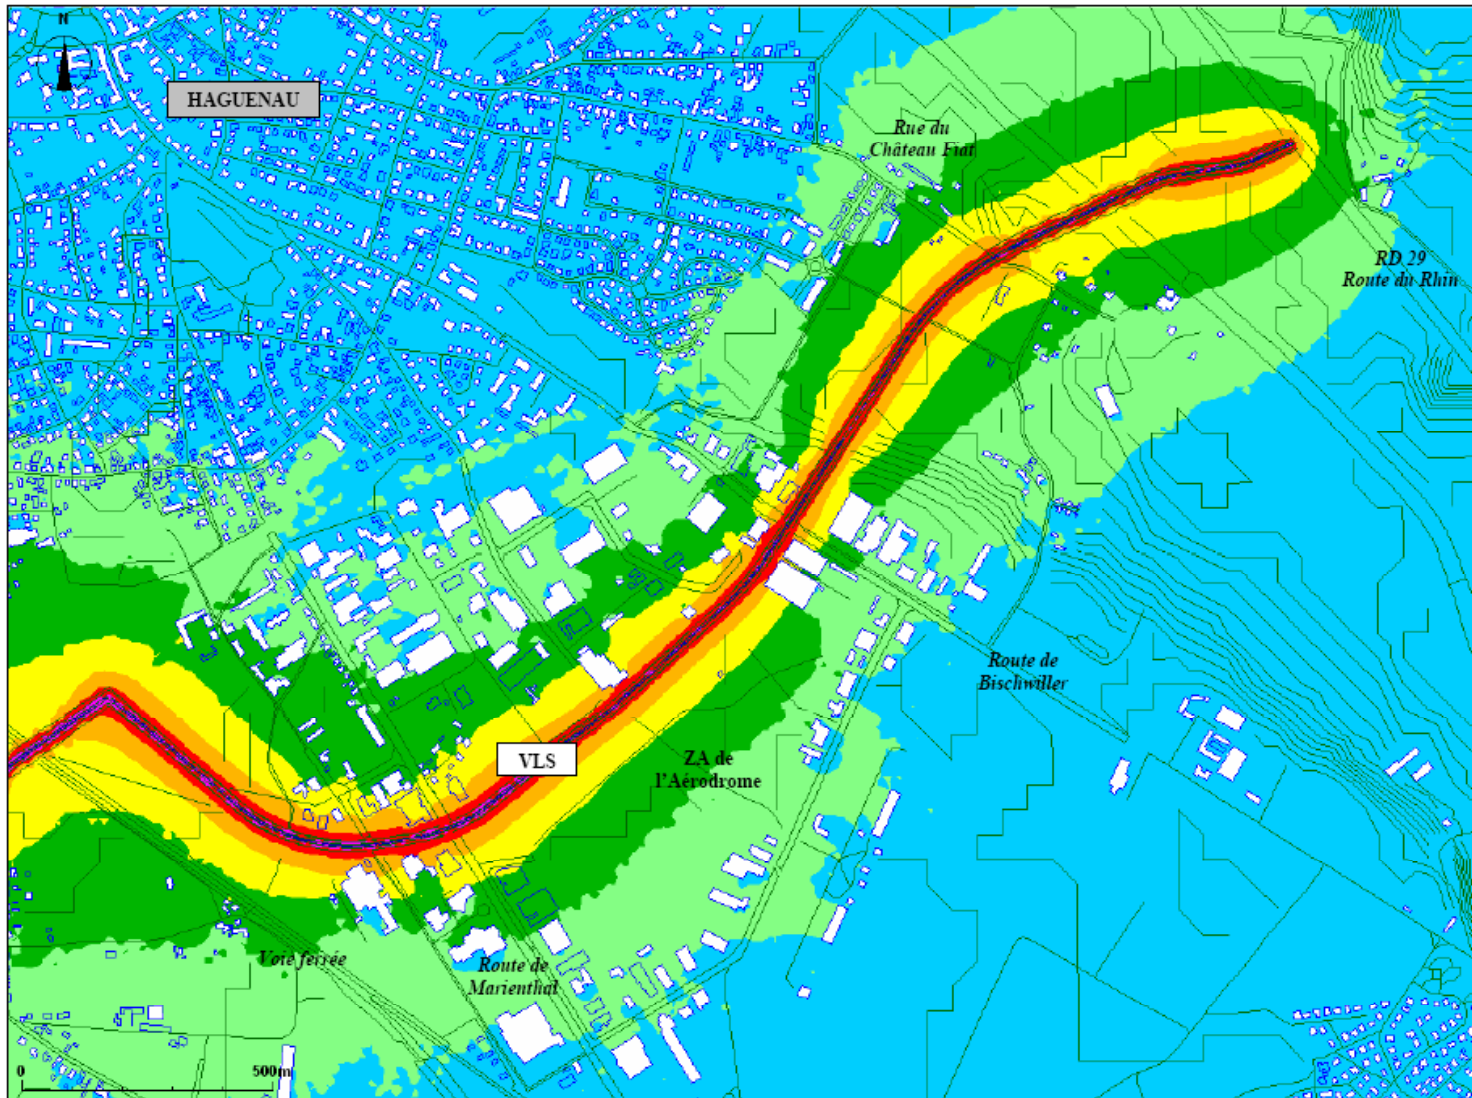 N
HAGUENAU
Rue du
Château Fiat
RD 29
Route du Rhin
Route de
Bischwiller
VLS
ZA de
l'Aérodrome
Voie ferrée
Route de
Marienthal
0
500m